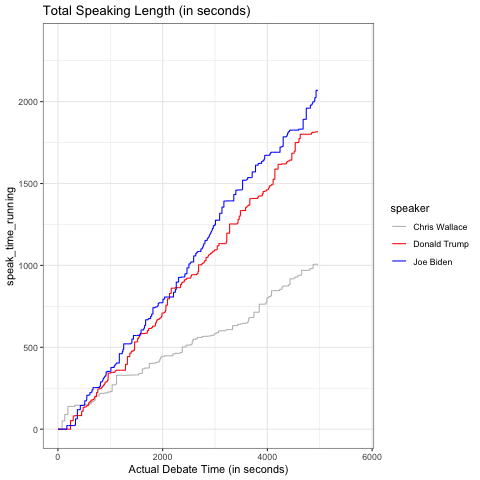 Total Speaking Length (in seconds)
speak_time_running
2000
1500
1000
500
0
0
2000
4000
6000
Actual Debate Time (in seconds)
speaker
Chris Wallace
Donald Trump
Joe Biden